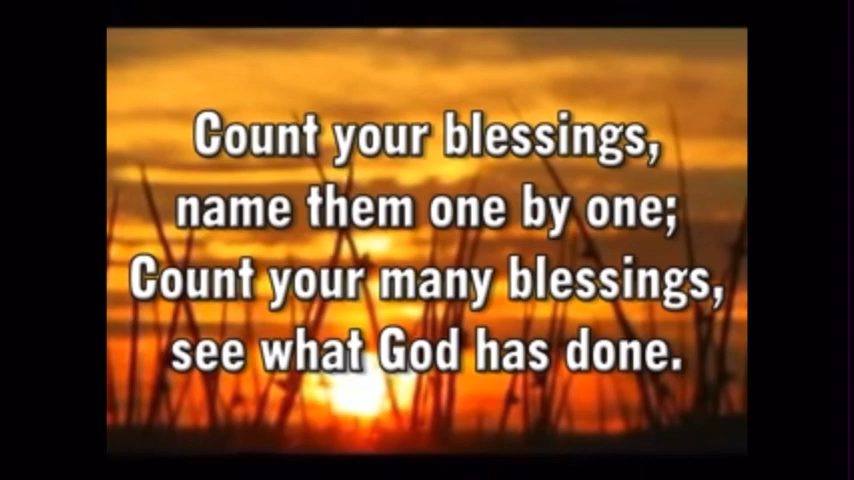 Count your blessings,
name them one by one;
Count your many blessings,
see what God has done.